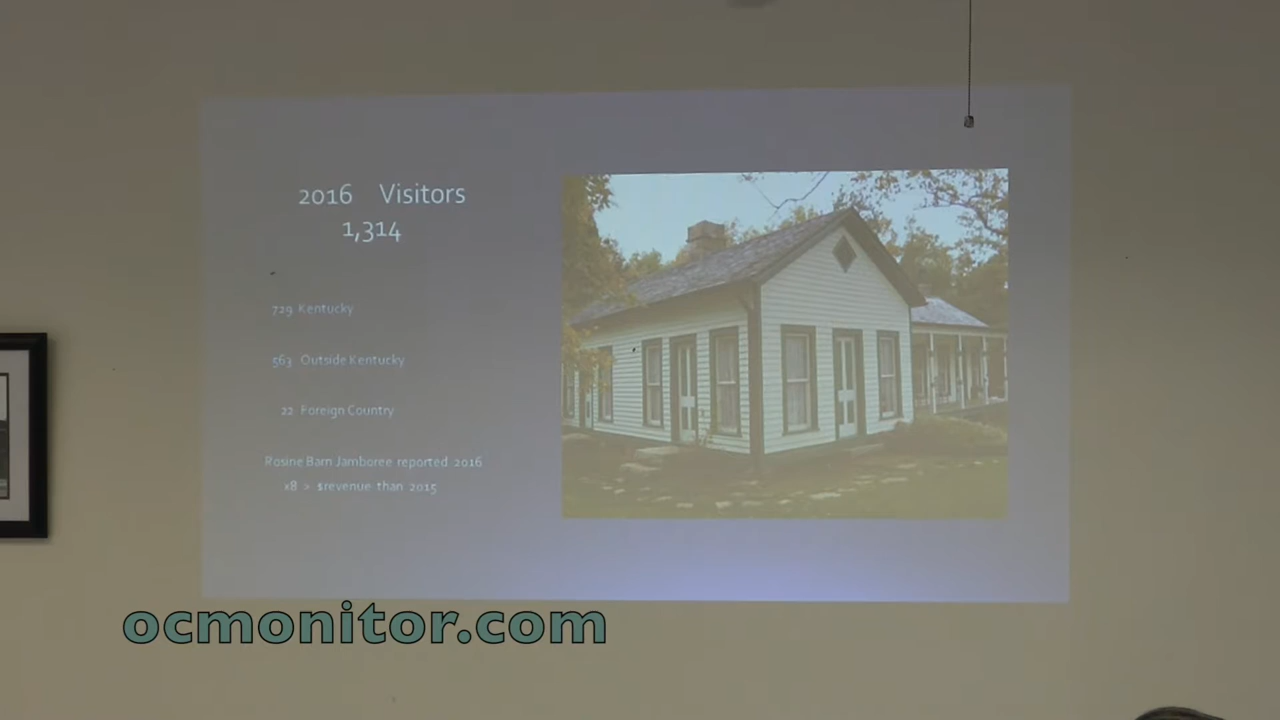 2016 Visitors
1,314
729 Kentucky
563 Outside Kentucky
22 Foreign Country
Rosine Barn Jamboree reported 2016
x8 > $revenue than 2015
ocmonitor.com